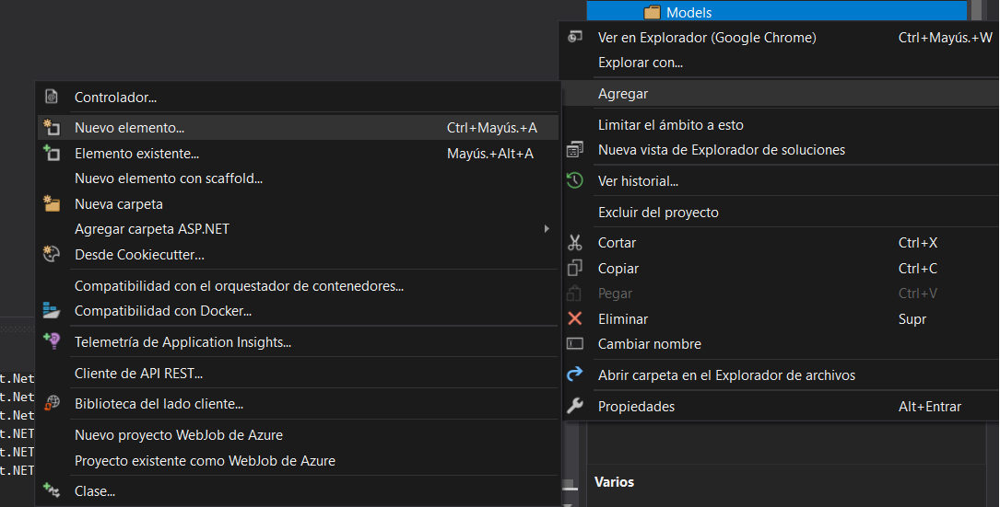 Models
Ver en Explorador (Google Chrome) Ctrl+Mayús.+W
Explorar con...
Agregar
Limitar el ámbito a esto
Nueva vista de Explorador de soluciones
Ver historial...
Excluir del proyecto
Cortar Ctrl+X
Copiar Ctrl+C
Pegar Ctrl+V
Eliminar Supr
Cambiar nombre
Abrir carpeta en el Explorador de archivos
Propiedades Alt+Entrar
Controlador...
Nuevo elemento... Ctrl+Mayús.+A
Elemento existente... Mayús.+Alt+A
Nuevo elemento con scaffold...
Nueva carpeta
Agregar carpeta ASP.NET
Desde Cookiecutter...
Compatibilidad con el orquestador de contenedores...
Compatibilidad con Docker...
Telemetría de Application Insights...
Cliente de API REST...
Biblioteca del lado cliente...
Nuevo proyecto WebJob de Azure
Proyecto existente como WebJob de Azure
Clase...
t.Net
t.Net
t.Net
t.NET
t.NET
t.NET
Varios